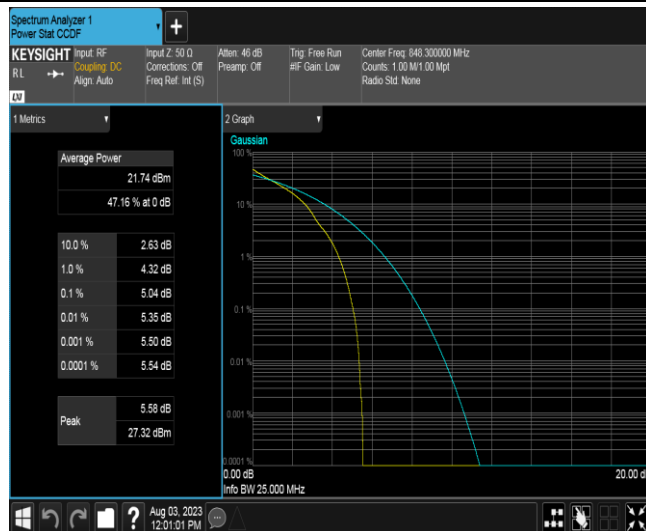 Spectrum Analyzer 1
Power Stat CCDF
+
KEYSIGHT
RL
LXI
Input: RF
Coupling: DC
Align: Auto
Input Z: 50 Ω
Corrections: Off
Freq Ref: Int (S)
Atten: 46 dB
Preamp: Off
Trig: Free Run
#IF Gain: Low
Center Freq: 848.300000 MHz
Counts: 1.00 M/1.00 Mpt
Radio Std: None
1 Metrics
Average Power
21.74 dBm
47.16 % at 0 dB
10.0 % 2.63 dB
1.0 % 4.32 dB
0.1 % 5.04 dB
0.01 % 5.35 dB
0.001 % 5.50 dB
0.0001 % 5.54 dB
Peak
5.58 dB
27.32 dBm
2 Graph
Gaussian
100 %
10 %
1 %
0.1 %
0.01 %
0.001 %
0.0001 %
0.00 dB
20.00 d
Info BW 25.000 MHz
?
Aug 03, 2023
12:01:01 PM